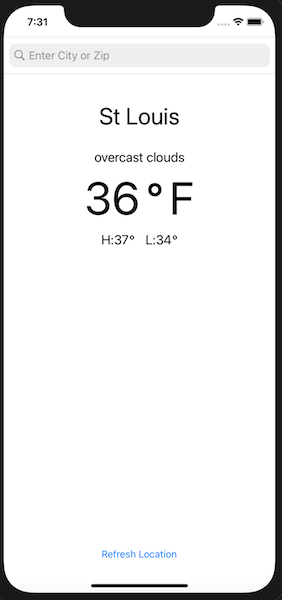 7:31
Enter City or Zip
St Louis
overcast clouds
36°F
H:37° L:34°
Refresh Location